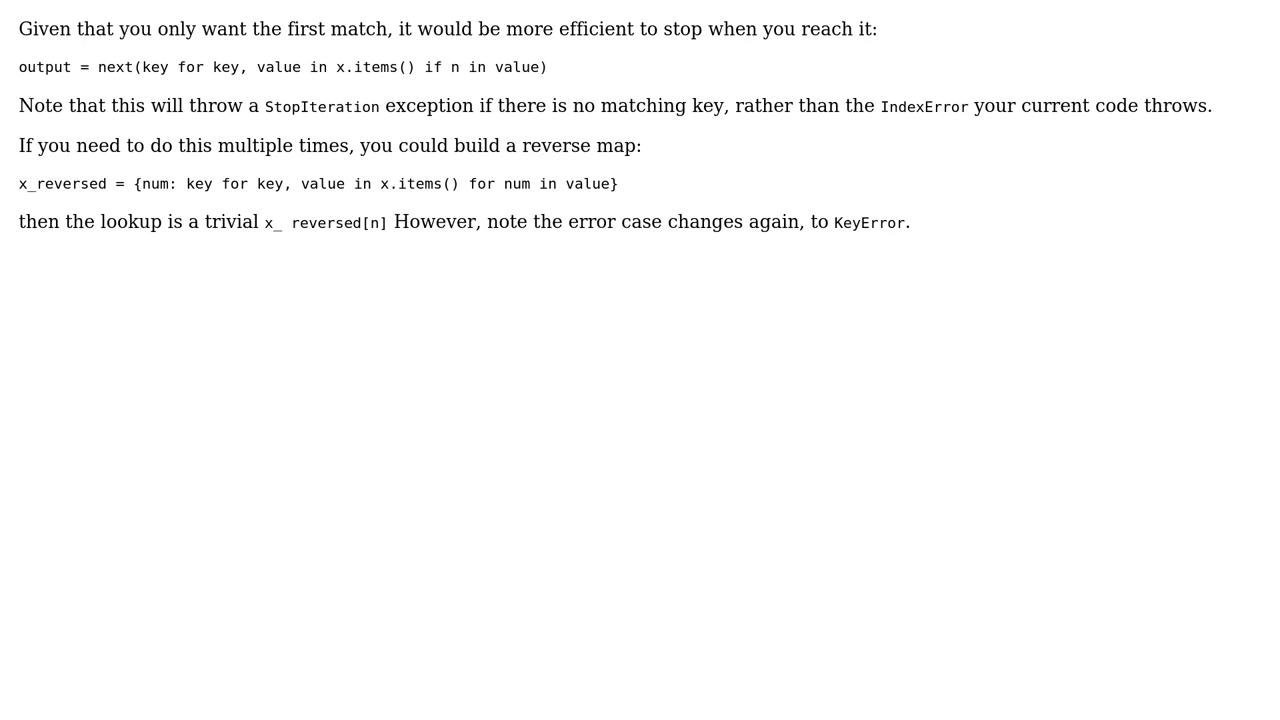 Given that you only want the first match, it would be more efficient to stop when you reach it:
output = next(key for key, value in x.items() if n in value)
Note that this will throw a StopIteration exception if there is no matching key, rather than the IndexError your current code throws.
If you need to do this multiple times, you could build a reverse map:
x_reversed = {num: key for key, value in x.items() for num in value}
then the lookup is a trivial x_ reversed[n] However, note the error case changes again, to KeyError.